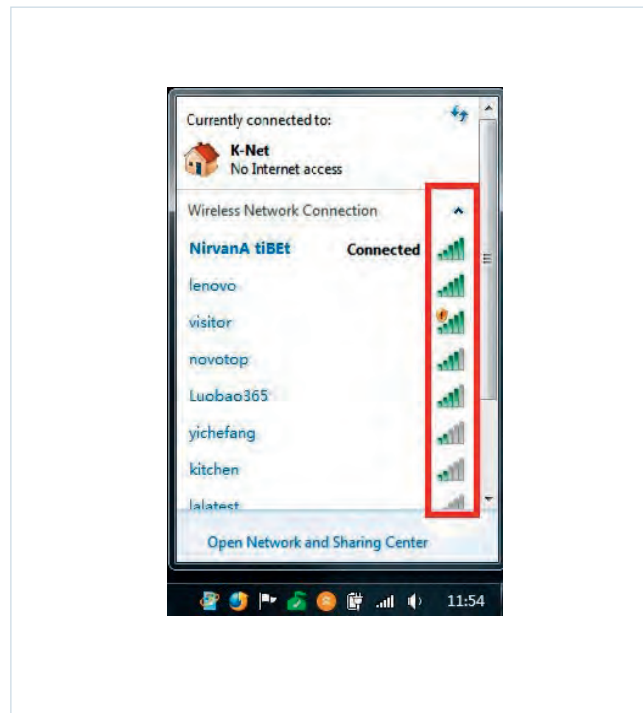 Currently connected to:
K-Net
No Internet access
Wireless Network Connection
NirvanA tiBEt Connected
lenovo
visitor
novotop
Luobao365
yichefang
kitchen
lalatest
Open Network and Sharing Center
11:54